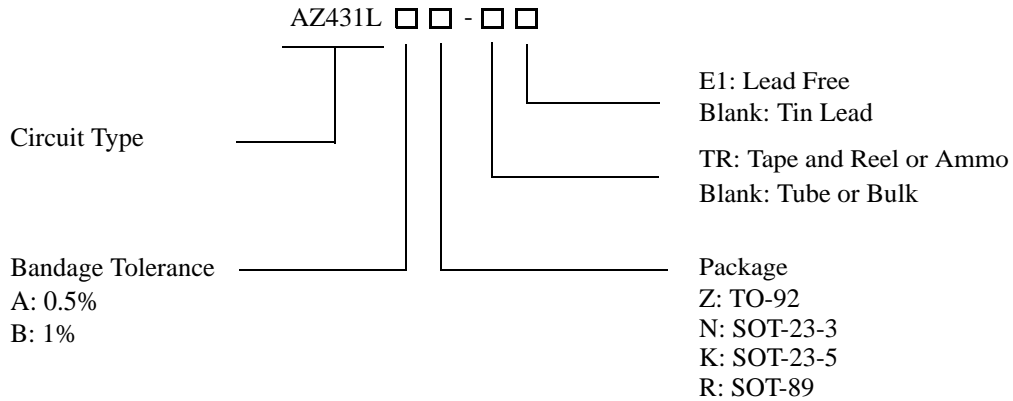 AZ431L □ □ - □ □
E1: Lead Free
Blank: Tin Lead
Circuit Type
TR: Tape and Reel or Ammo
Blank: Tube or Bulk
Bandage Tolerance
A: 0.5%
B: 1%
Package
Z: TO-92
N: SOT-23-3
K: SOT-23-5
R: SOT-89